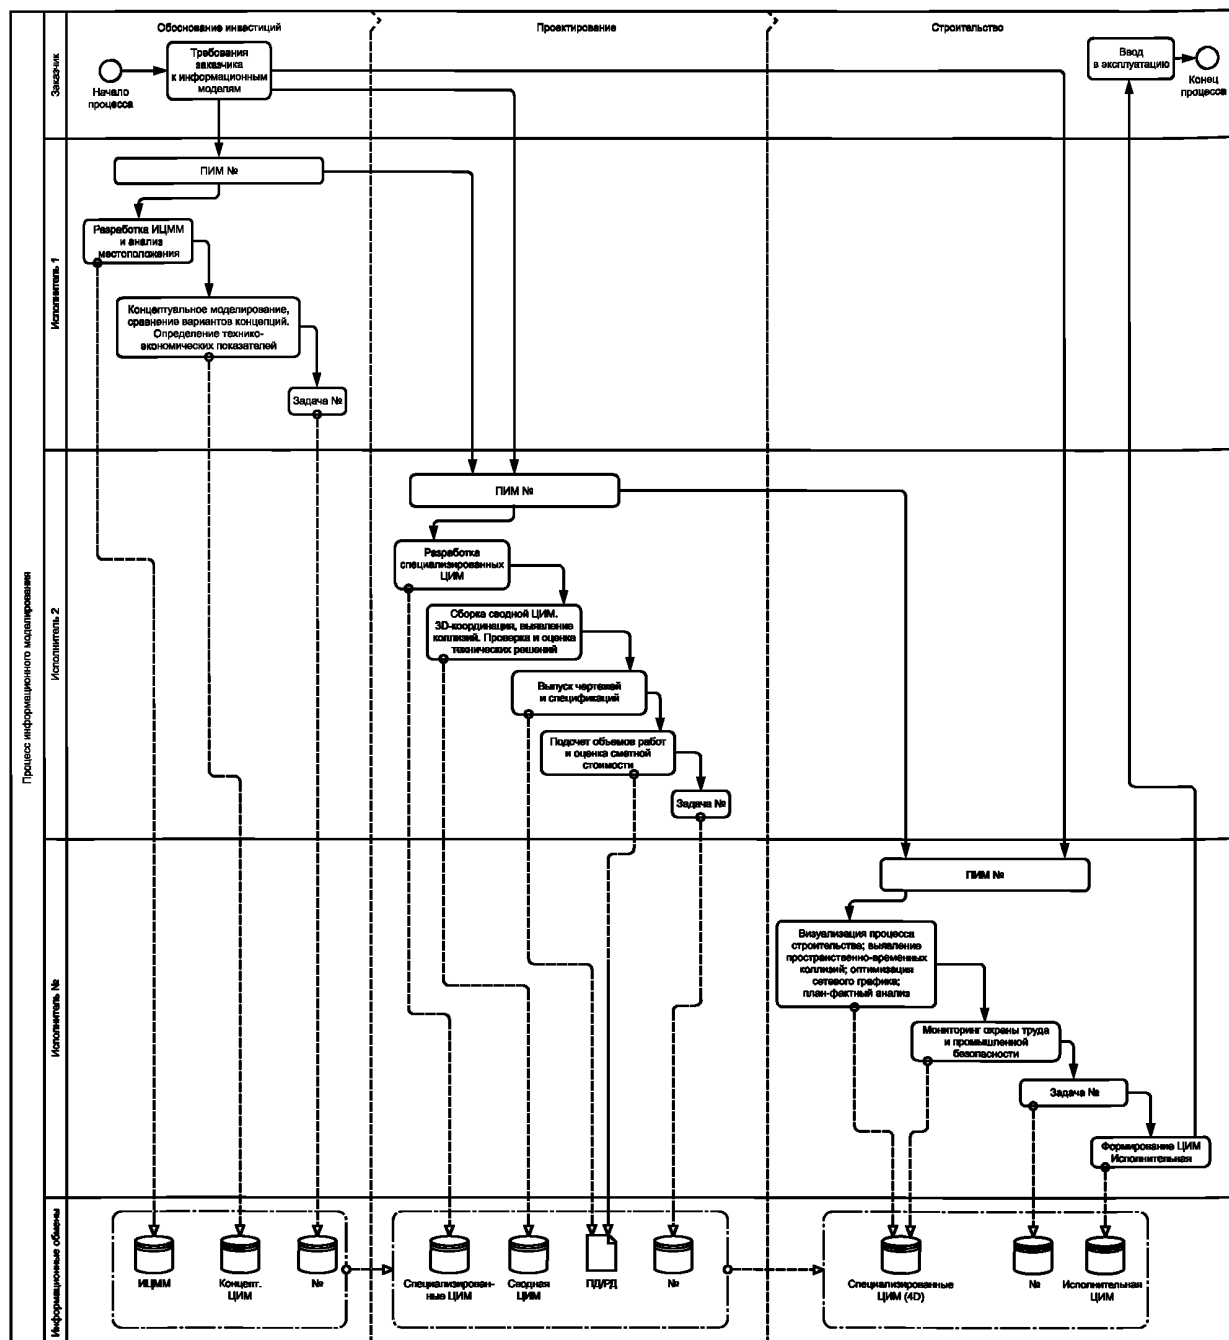 Обоснование инвестиций
Проектирование
Строительство
Процесс информационного моделирования
Заказчик
Начало
процесса
Требования
заказчика
к информационным
моделям
Ввод
в эксплуатацию
Конец
процесса
Исполнитель 1
ПИМ №
Разработка ИЦММ
и анализ
местоположения
Концептуальное моделирование,
сравнение вариантов концепций.
Определение технико-
экономических показателей
Задача №
Исполнитель 2
ПИМ №
Разработка
специализированных
ЦИМ
Сборка сводной ЦИМ.
3D-координация, выявление
коллизий. Проверка и оценка
технических решений
Выпуск чертежей
и спецификаций
Подсчет объемов работ
и оценка сметной
стоимости
Задача №
Исполнитель №
ПИМ №
Визуализация процесса
строительства; выявление
пространственно-временных
коллизий; оптимизация
сетевого графика;
план-фактный анализ
Мониторинг охраны труда
и промышленной
безопасности
Задача №
Формирование ЦИМ
Исполнительная
Информационные обмены
ИЦММ
Концепт.
ЦИМ
№
Специализирован-
ные ЦИМ
Сводная
ЦИМ
ПД/РД
№
Специализированные
ЦИМ (4D)
№
Исполнительная
ЦИМ